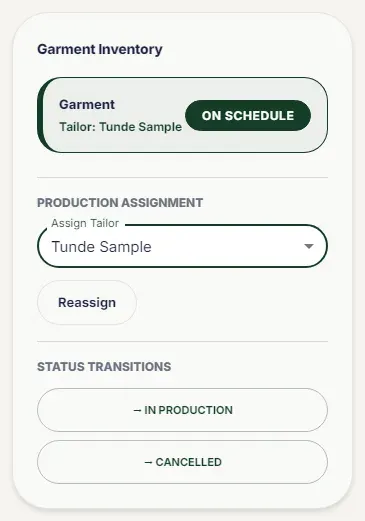 Garment Inventory
Garment
Tailor: Tunde Sample
ON SCHEDULE
PRODUCTION ASSIGNMENT
Assign Tailor
Tunde Sample
Reassign
STATUS TRANSITIONS
→ IN PRODUCTION
→ CANCELLED